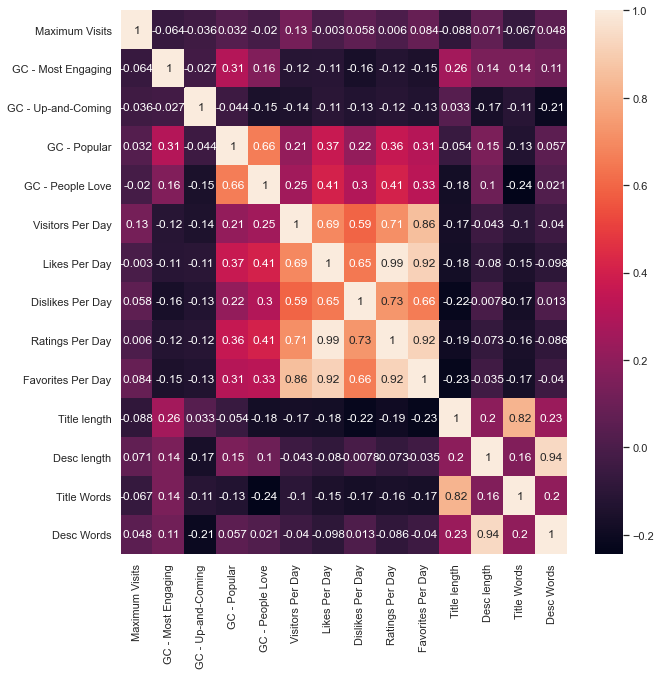 Maximum Visits 1 -0.064 -0.036 0.032 -0.02 0.13 -0.003 0.058 0.006 0.084 -0.088 0.071 -0.067 0.048
GC - Most Engaging -0.064 1 -0.027 0.31 0.16 -0.12 -0.11 -0.16 -0.12 -0.15 0.26 0.14 0.14 0.11
GC - Up-and-Coming -0.036 -0.027 1 -0.044 -0.15 -0.14 -0.11 -0.13 -0.12 -0.13 0.033 -0.17 -0.11 -0.21
GC - Popular 0.032 0.31 -0.044 1 0.66 0.21 0.37 0.22 0.36 0.31 -0.054 0.15 -0.13 0.057
GC - People Love -0.02 0.16 -0.15 0.66 1 0.25 0.41 0.3 0.41 0.33 -0.18 0.1 -0.24 0.021
Visitors Per Day 0.13 -0.12 -0.14 0.21 0.25 1 0.69 0.59 0.71 0.86 -0.17 -0.043 -0.1 -0.04
Likes Per Day -0.003 -0.11 -0.11 0.37 0.41 0.69 1 0.65 0.99 0.92 -0.18 -0.08 -0.15 -0.098
Dislikes Per Day 0.058 -0.16 -0.13 0.22 0.3 0.59 0.65 1 0.73 0.66 -0.22 -0.0078 -0.17 0.013
Ratings Per Day 0.006 -0.12 -0.12 0.36 0.41 0.71 0.99 0.73 1 0.92 -0.19 -0.073 -0.16 -0.086
Favorites Per Day 0.084 -0.15 -0.13 0.31 0.33 0.86 0.92 0.66 0.92 1 -0.23 -0.035 -0.17 -0.04
Title length -0.088 0.26 0.033 -0.054 -0.18 -0.17 -0.18 -0.22 -0.19 -0.23 1 0.2 0.82 0.23
Desc length 0.071 0.14 -0.17 0.15 0.1 -0.043 -0.08 -0.0078 -0.073 -0.035 0.2 1 0.16 0.94
Title Words -0.067 0.14 -0.11 -0.13 -0.24 -0.1 -0.15 -0.17 -0.16 -0.17 0.82 0.16 1 0.2
Desc Words 0.048 0.11 -0.21 0.057 0.021 -0.04 -0.098 0.013 -0.086 -0.04 0.23 0.94 0.2 1
Maximum Visits
GC - Most Engaging
GC - Up-and-Coming
GC - Popular
GC - People Love
Visitors Per Day
Likes Per Day
Dislikes Per Day
Ratings Per Day
Favorites Per Day
Title length
Desc length
Title Words
Desc Words
1.0
0.8
0.6
0.4
0.2
0.0
−0.2